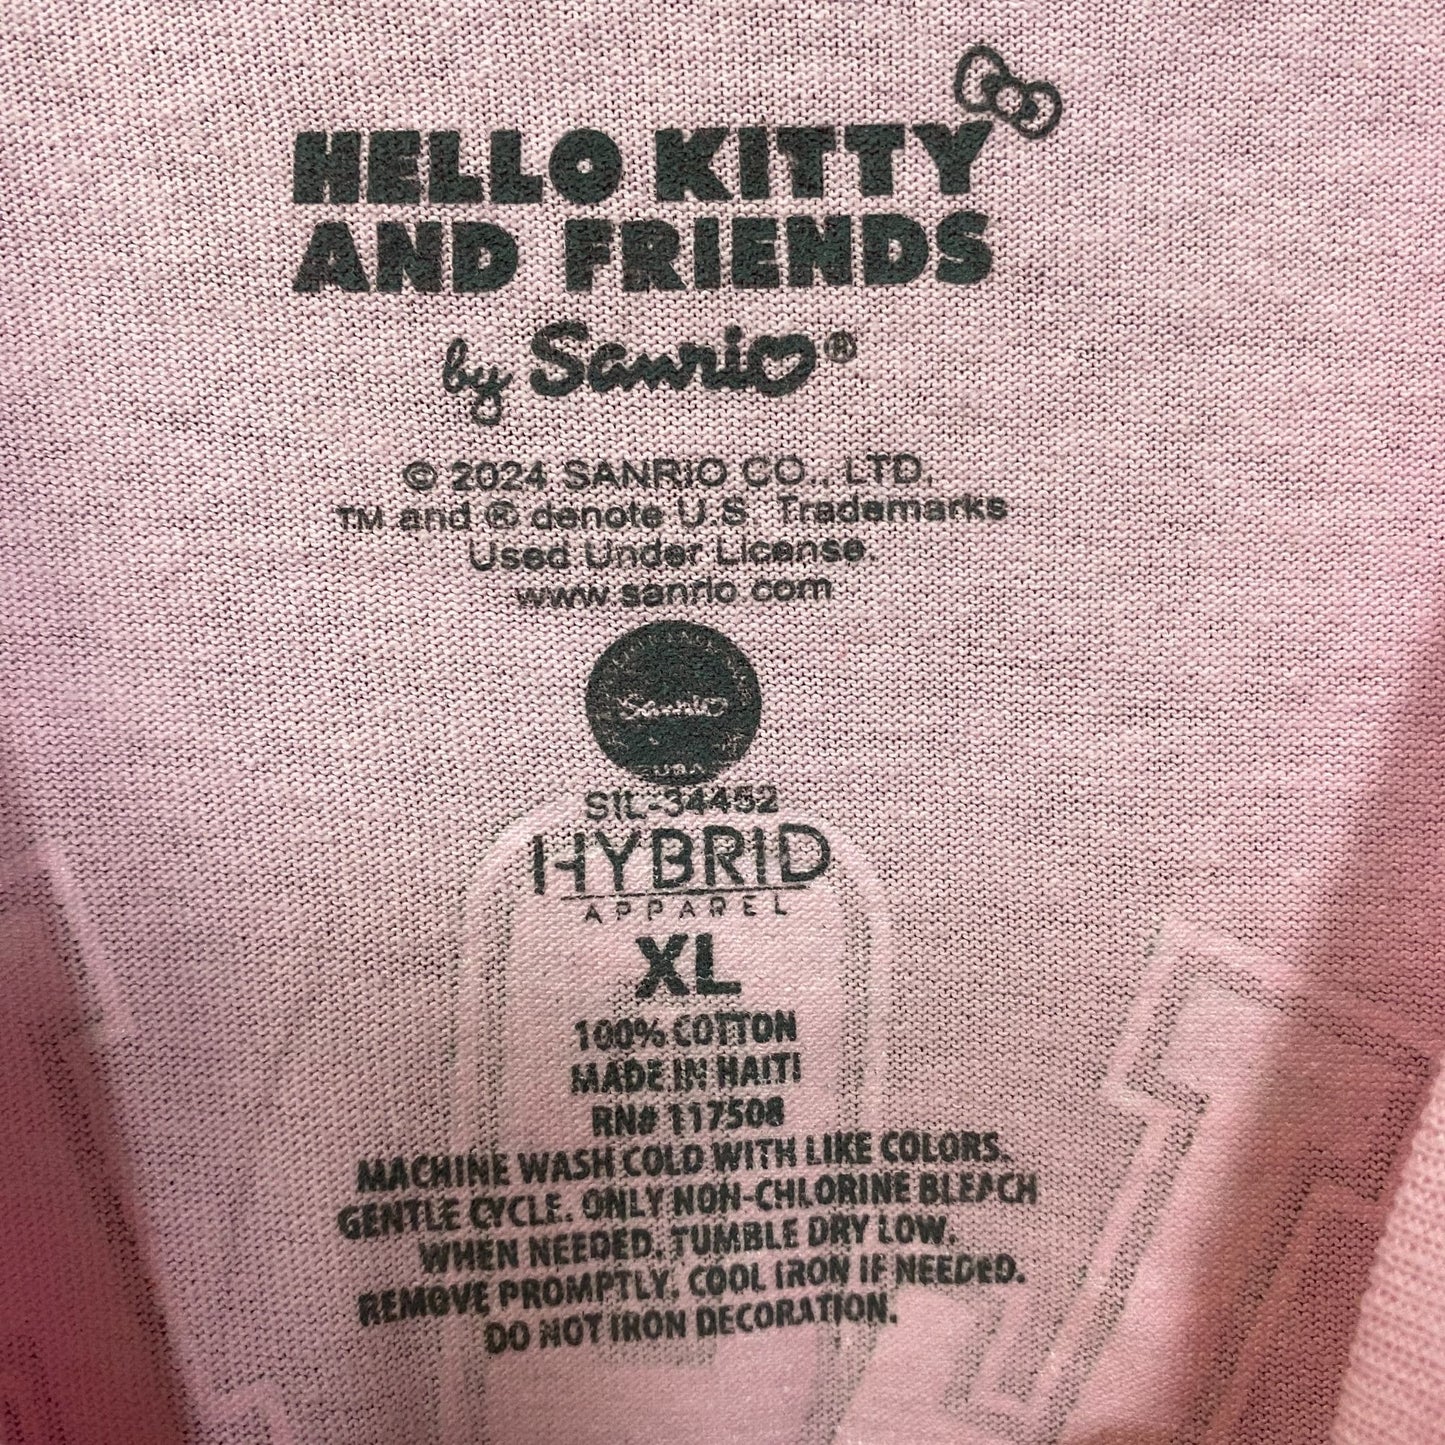 HELLO KITTY
AND FRIENDS
by Sanrio®
© 2024 SANRIO CO., LTD.
TM and ® denote U.S. Trademarks
Used Under License.
www.sanrio.com
Sanrio
USA
SIL-34452
HYBRID
APPAREL
XL
100% COTTON
MADE IN HAITI
RN# 117508
MACHINE WASH COLD WITH LIKE COLORS.
GENTLE CYCLE. ONLY NON-CHLORINE BLEACH
WHEN NEEDED. TUMBLE DRY LOW.
REMOVE PROMPTLY. COOL IRON IF NEEDED.
DO NOT IRON DECORATION.